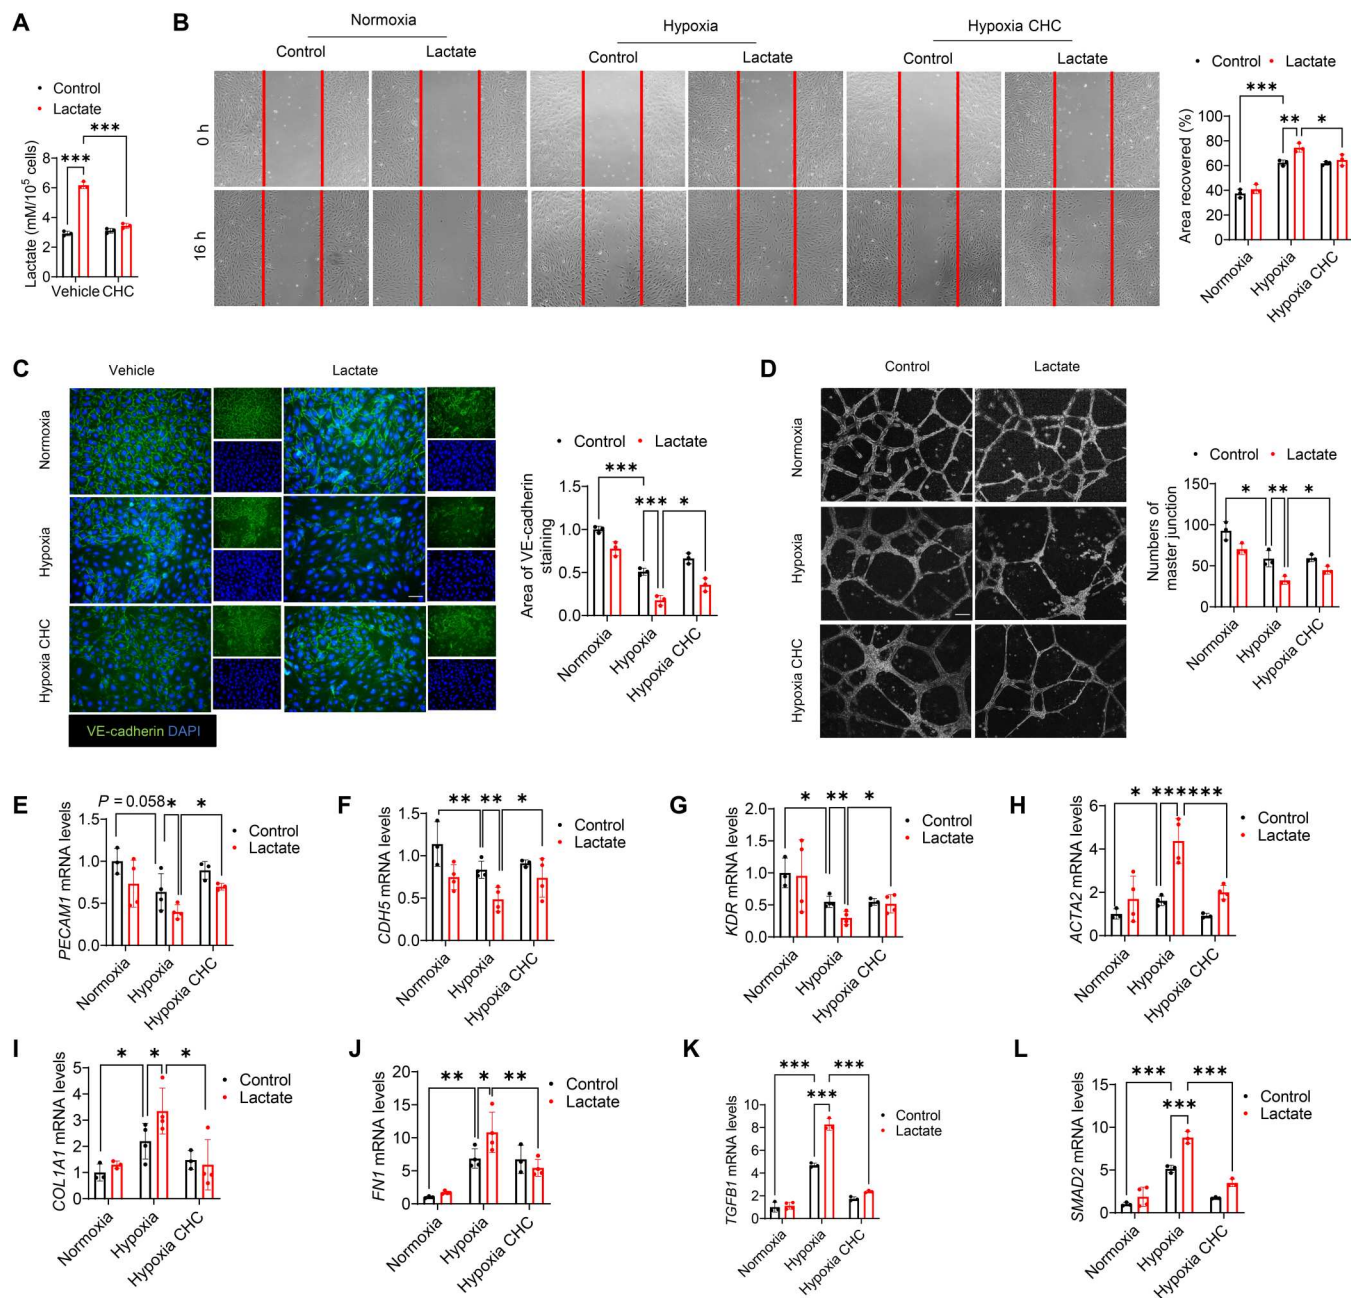 A
Control
Lactate
***
***
Lactate (mM/10⁵ cells)
8
6
4
2
0
Vehicle CHC
B
Normoxia
Hypoxia
Hypoxia CHC
Control
Lactate
Control
Lactate
Control
Lactate
0 h
16 h
Control
Lactate
***
**
*
Area recovered (%)
100
80
60
40
20
0
Normoxia
Hypoxia
Hypoxia CHC
C
Vehicle
Lactate
Normoxia
Hypoxia
Hypoxia CHC
VE-cadherin DAPI
Control
Lactate
***
***
*
Area of VE-cadherin
staining
1.5
1.0
0.5
0.0
Normoxia
Hypoxia
Hypoxia CHC
D
Control
Lactate
Normoxia
Hypoxia
Hypoxia CHC
Control
Lactate
*
**
*
Numbers of
master junction
150
100
50
0
Normoxia
Hypoxia
Hypoxia CHC
E
P = 0.058
*
*
PECAM1 mRNA levels
1.5
1.0
0.5
0.0
Control
Lactate
Normoxia
Hypoxia
Hypoxia CHC
F
**
**
*
CDH5 mRNA levels
1.5
1.0
0.5
0.0
Control
Lactate
Normoxia
Hypoxia
Hypoxia CHC
G
*
**
*
KDR mRNA levels
2.0
1.5
1.0
0.5
0.0
Control
Lactate
Normoxia
Hypoxia
Hypoxia CHC
H
*
***
***
ACTA2 mRNA levels
6
4
2
0
Control
Lactate
Normoxia
Hypoxia
Hypoxia CHC
I
*
*
*
COL1A1 mRNA levels
5
4
3
2
1
0
Control
Lactate
Normoxia
Hypoxia
Hypoxia CHC
J
**
*
**
FN1 mRNA levels
20
15
10
5
0
Control
Lactate
Normoxia
Hypoxia
Hypoxia CHC
K
***
***
***
TGFB1 mRNA levels
10
8
6
4
2
0
Control
Lactate
Normoxia
Hypoxia
Hypoxia CHC
L
***
***
***
SMAD2 mRNA levels
15
10
5
0
Control
Lactate
Normoxia
Hypoxia
Hypoxia CHC